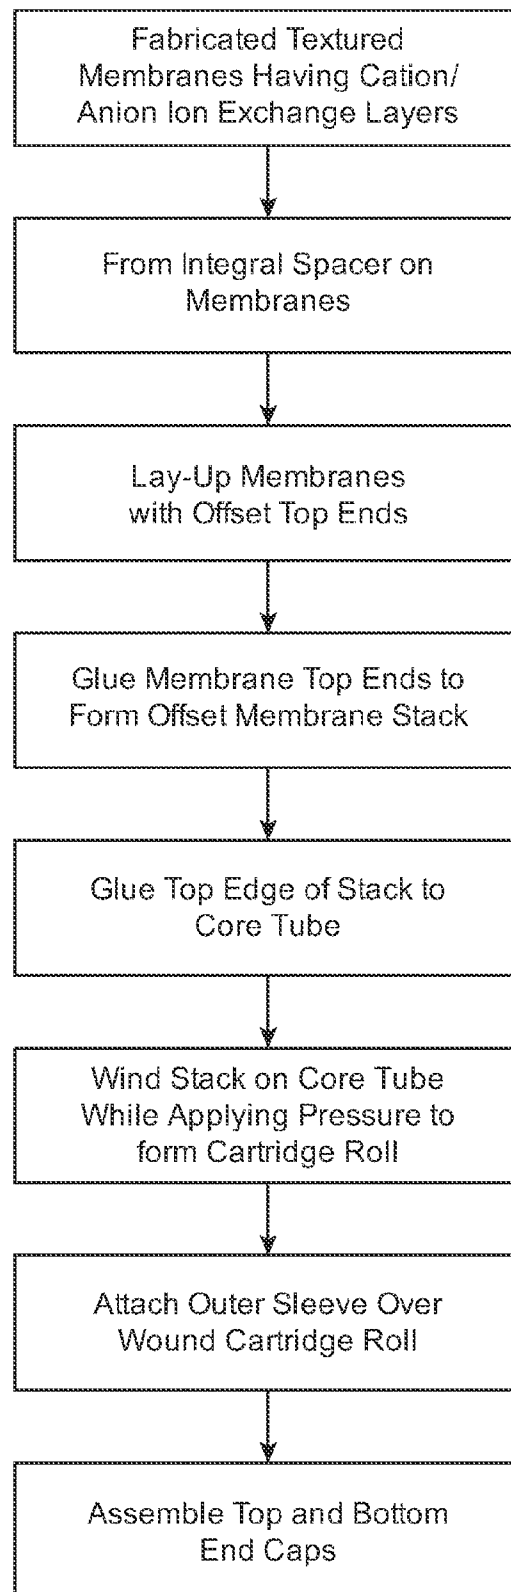 Fabricated Textured
Membranes Having Cation/
Anion Ion Exchange Layers
From Integral Spacer on
Membranes
Lay-Up Membranes
with Offset Top Ends
Glue Membrane Top Ends to
Form Offset Membrane Stack
Glue Top Edge of Stack to
Core Tube
Wind Stack on Core Tube
While Applying Pressure to
form Cartridge Roll
Attach Outer Sleeve Over
Wound Cartridge Roll
Assemble Top and Bottom
End Caps